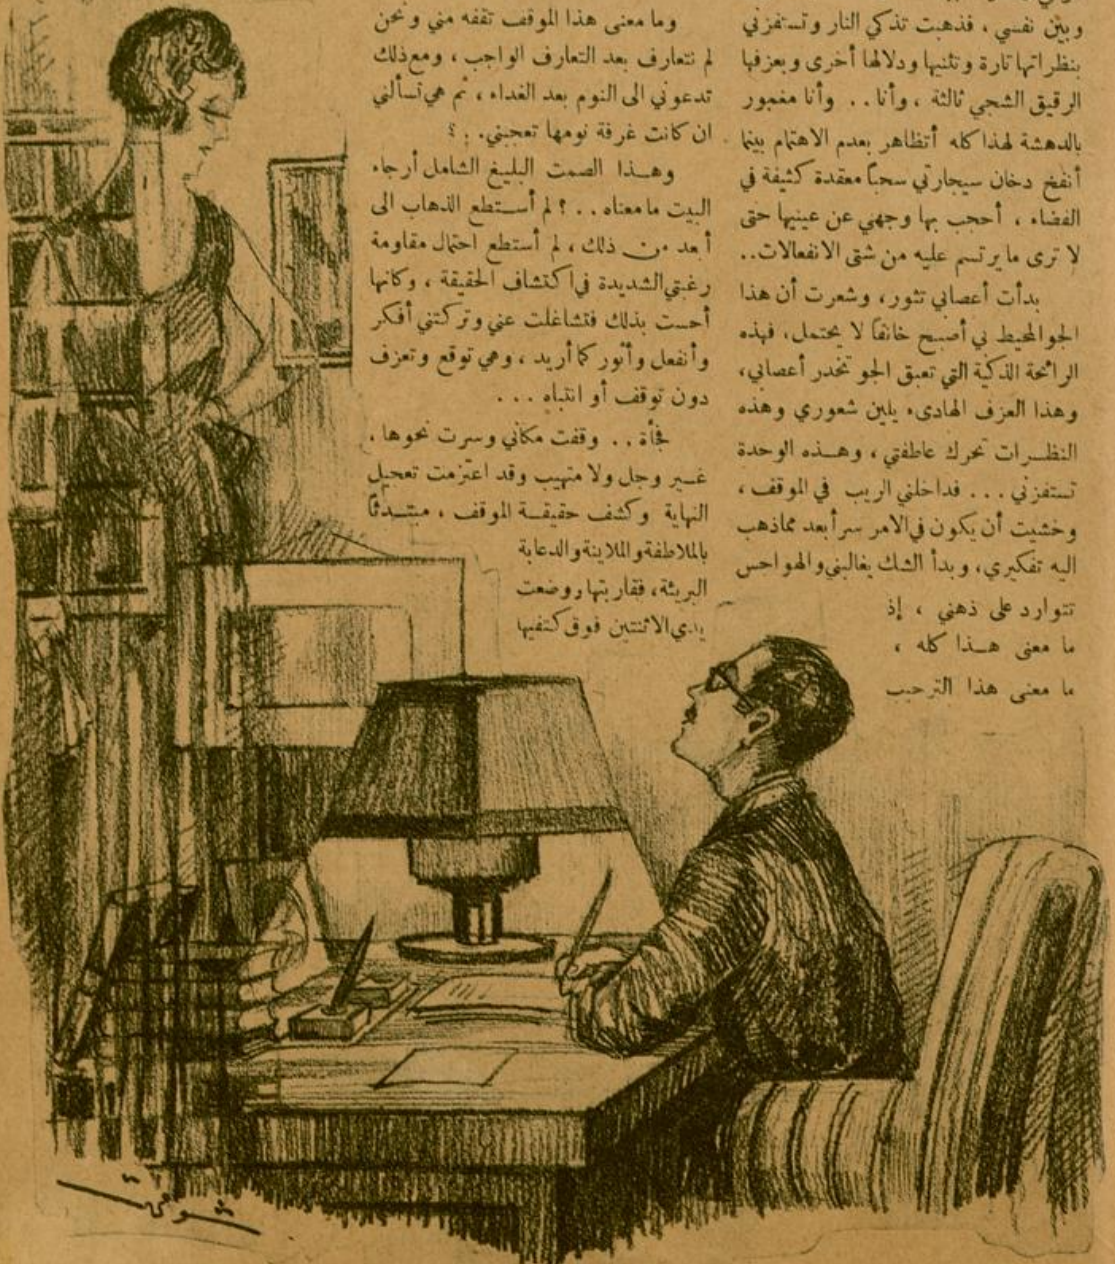 وبين نفسي ، فذهبت تذكي النار وتستفزني
بنظراتها تارة وتثنيها ودلالها أخرى وبعزفها
الرقيق الشجي ثالثة ، وأنا . . وأنا مغمور
بالدهشة لهذا كله أتظاهر بعدم الاهتمام بينما
أنفخ دخان سيجارتي سحباً معقدة كثيفة في
الفضاء ، أحجب بها وجهي عن عينيها حتى
لا ترى ما يرتسم عليه من شتى الانفعالات . .
بدأت أعصابي تثور ، وشعرت أن هذا
الجو المحيط بي أصبح خانقاً لا يحتمل ، فهذه
الرائحة الذكية التي تعبق الجو تخدر أعصابي ،
وهذا العزف الهادىء يلين شعوري وهذه
النظرات تحرك عاطفتي ، وهذه الوحدة
تستفزني . . . فداخلني الريب في الموقف ،
وخشيت أن يكون في الامر سر أبعد مماذهب
اليه تفكيري ، وبدأ الشك يغالبني والهواجس
تتوارد على ذهني ، إذ
ما معنى هذا كله ،
ما معنى هذا الترحيب
وما معنى هذا الموقف تقفه مني ونحن
لم نتعارف بعد التعارف الواجب ، ومع ذلك
تدعوني الى النوم بعد الغداء ، ثم هي تسألني
ان كانت غرفة نومها تعجبني . . ؟
وهذا الصمت البليغ الشامل أرجاء
البيت ما معناه . . ؟ لم أستطع الذهاب الى
أبعد من ذلك ، لم أستطع احتمال مقاومة
رغبتي الشديدة في اكتشاف الحقيقة ، وكانها
أحست بذلك فتشاغلت عني وتركتني أفكر
وأنفعل وأثور كما أريد ، وهي توقع وتعزف
دون توقف أو انتباه . . .
فجأة . . وقفت مكاني وسرت نحوها ،
غير وجل ولا متهيب وقد اعتزمت تعجيل
النهاية وكشف حقيقة الموقف ، مبتدئاً
بالملاطفة والملاينة والدعابة
البريئة ، فقاربتها ووضعت
يدي الاثنتين فوق كتفيها
شوقي